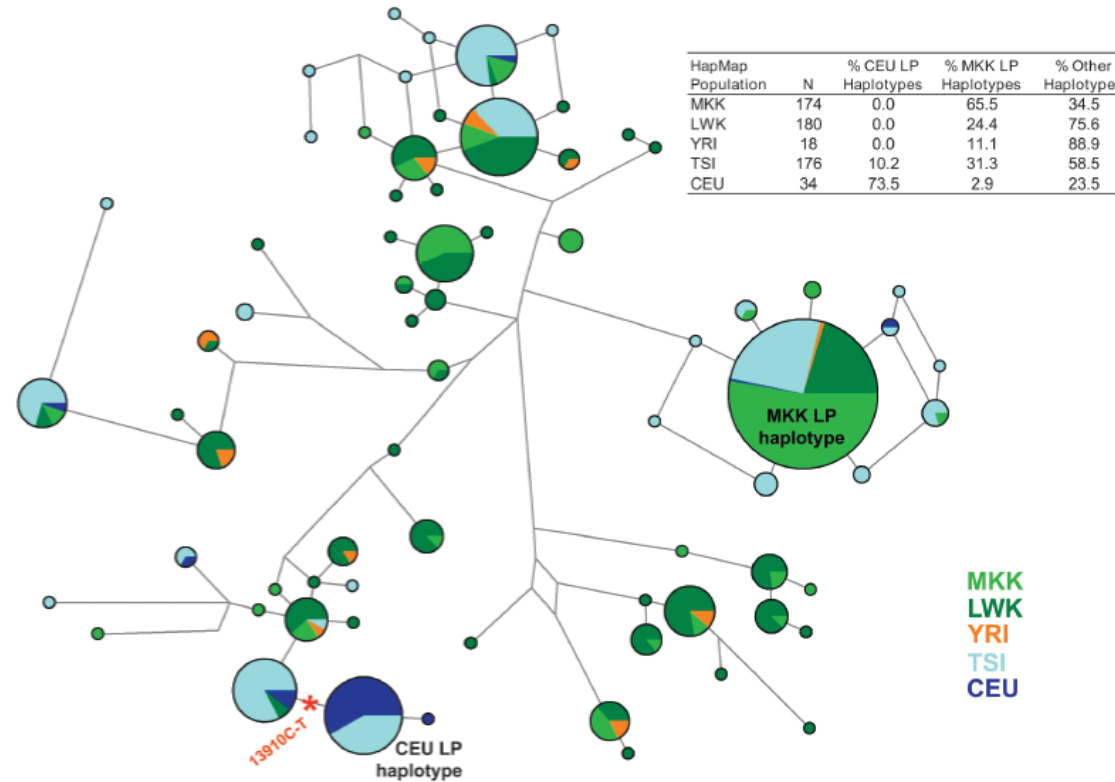 HapMap Population N % CEU LP Haplotypes % MKK LP Haplotypes % Other Haplotype
MKK 174 0.0 65.5 34.5
LWK 180 0.0 24.4 75.6
YRI 18 0.0 11.1 88.9
TSI 176 10.2 31.3 58.5
CEU 34 73.5 2.9 23.5
MKK LP
haplotype
MKK
LWK
YRI
TSI
CEU
*
13910C-T
CEU LP
haplotype